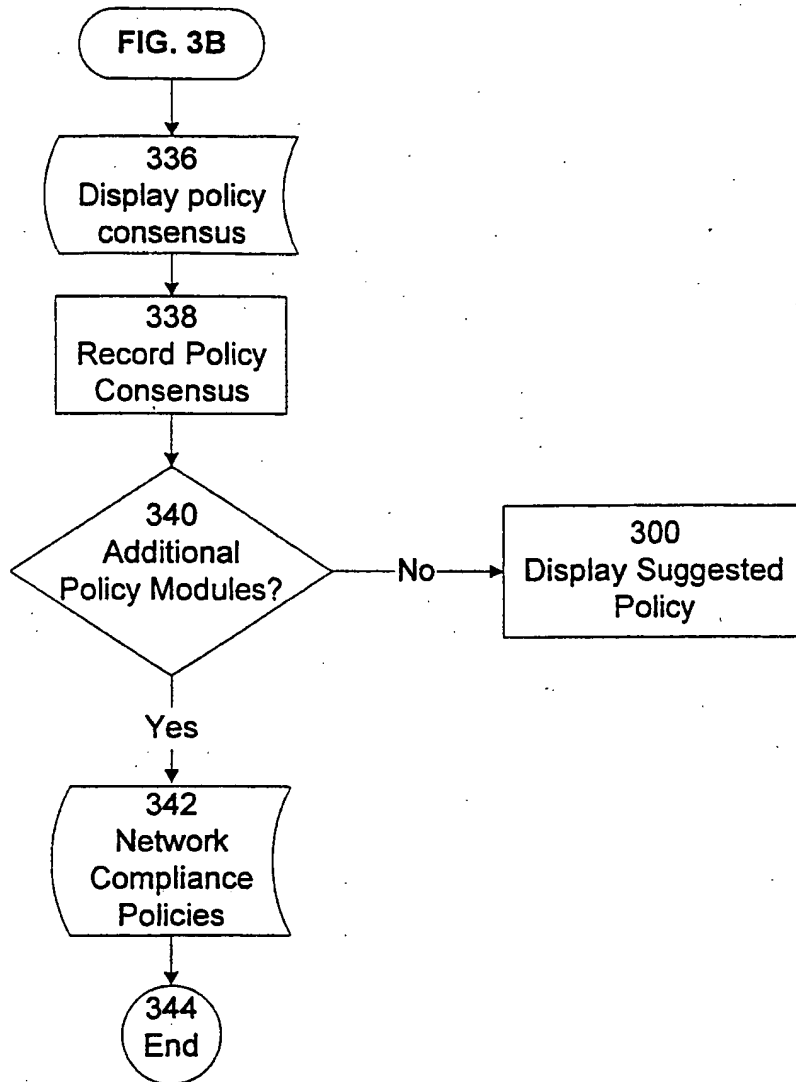 FIG. 3B
336
Display policy
consensus
338
Record Policy
Consensus
340
Additional
Policy Modules?
No
300
Display Suggested
Policy
Yes
342
Network
Compliance
Policies
344
End